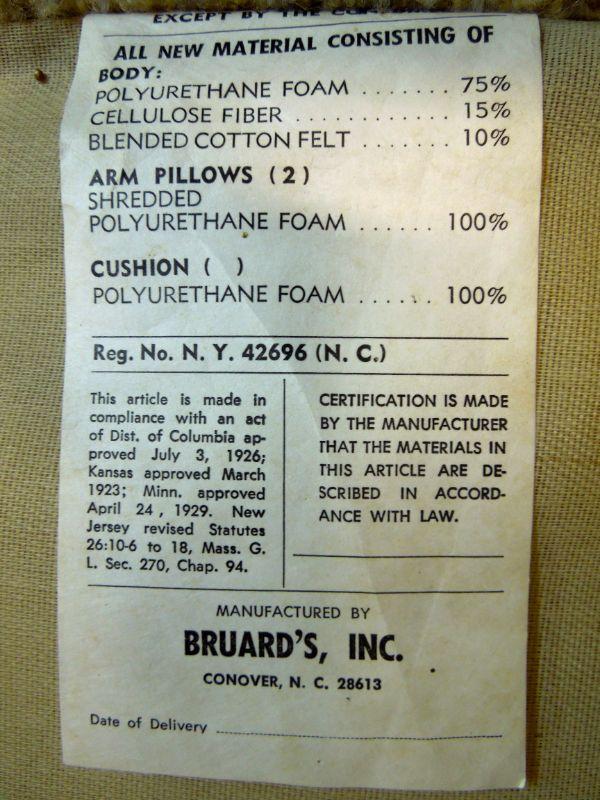 EXCEPT BY THE CON
ALL NEW MATERIAL CONSISTING OF
BODY:
POLYURETHANE FOAM ....... 75%
CELLULOSE FIBER ............ 15%
BLENDED COTTON FELT ....... 10%
ARM PILLOWS (2)
SHREDDED
POLYURETHANE FOAM ...... 100%
CUSHION ( )
POLYURETHANE FOAM ...... 100%
Reg. No. N. Y. 42696 (N. C.)
This article is made in
compliance with an act
of Dist. of Columbia ap-
proved July 3, 1926;
Kansas approved March
1923; Minn. approved
April 24, 1929. New
Jersey revised Statutes
26:10-6 to 18, Mass. G.
L. Sec. 270, Chap. 94.
CERTIFICATION IS MADE
BY THE MANUFACTURER
THAT THE MATERIALS IN
THIS ARTICLE ARE DE-
SCRIBED IN ACCORD-
ANCE WITH LAW.
MANUFACTURED BY
BRUARD'S, INC.
CONOVER, N. C. 28613
Date of Delivery